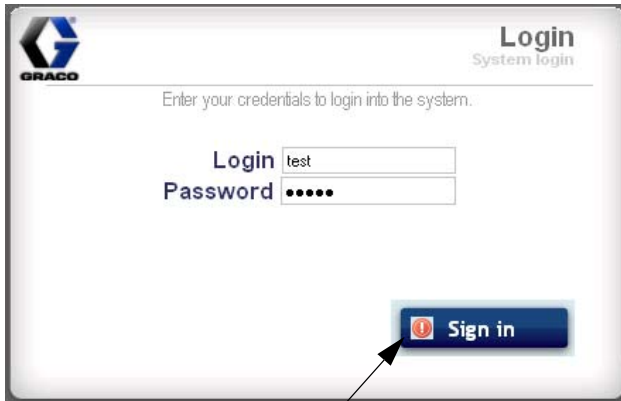 Login
GRACO
System login
Enter your credentials to login into the system.
Login test
Password •••••
Sign in